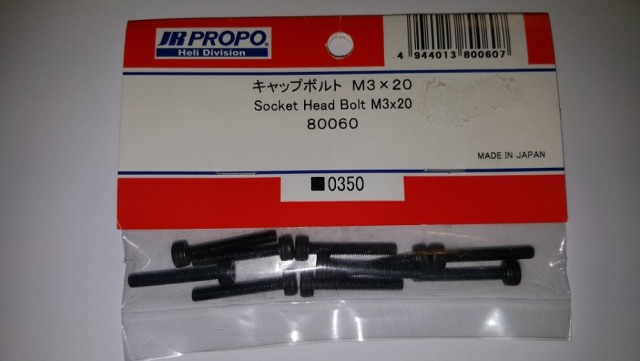 JR PROPO
Heli Division
4 944013 800607
キャップボルト M3×20
Socket Head Bolt M3x20
80060
MADE IN JAPAN
■0350